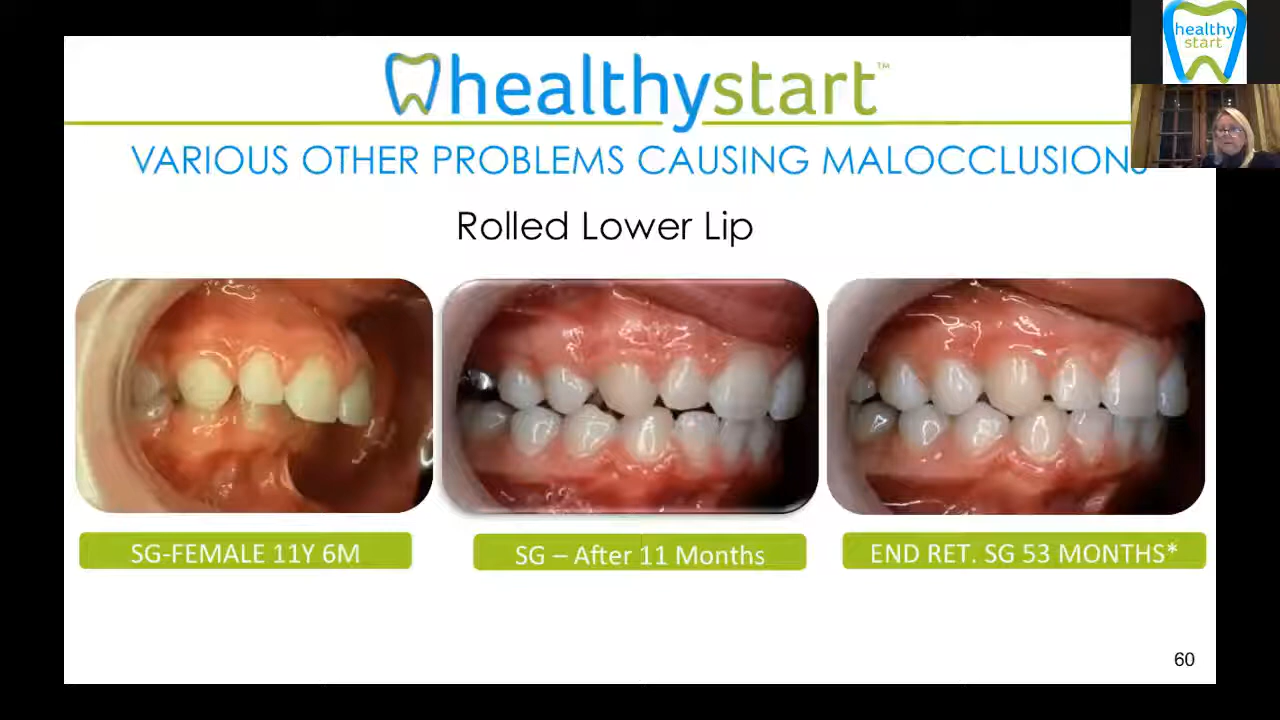 healthystart™
healthy
start
VARIOUS OTHER PROBLEMS CAUSING MALOCCLUSIONS
Rolled Lower Lip
SG-FEMALE 11Y 6M
SG – After 11 Months
END RET. SG 53 MONTHS*
60